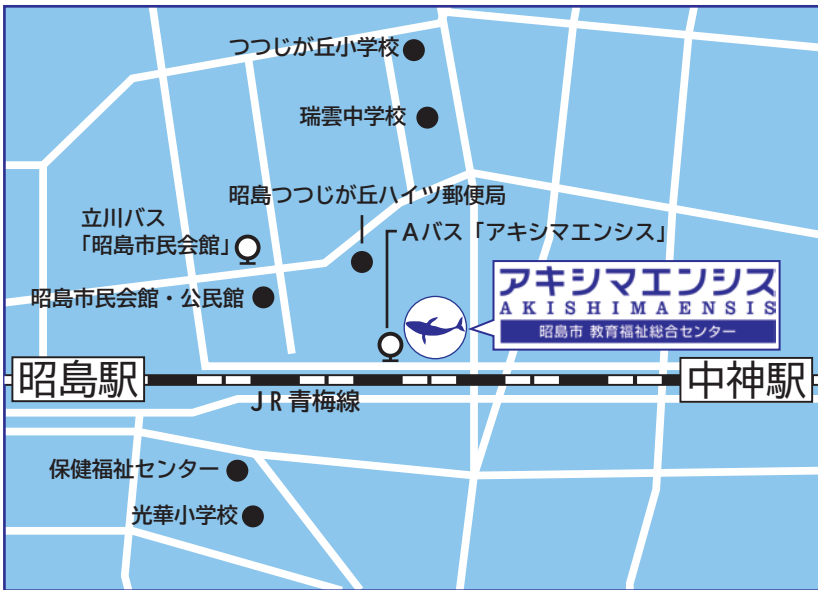 つつじが丘小学校
瑞雲中学校
昭島つつじが丘ハイツ郵便局
立川バス
「昭島市民会館」
Aバス「アキシマエンシス」
昭島市民会館・公民館
アキシマエンシス
AKISHIMAENSIS
昭島市 教育福祉総合センター
昭島駅
中神駅
JR青梅線
保健福祉センター
光華小学校